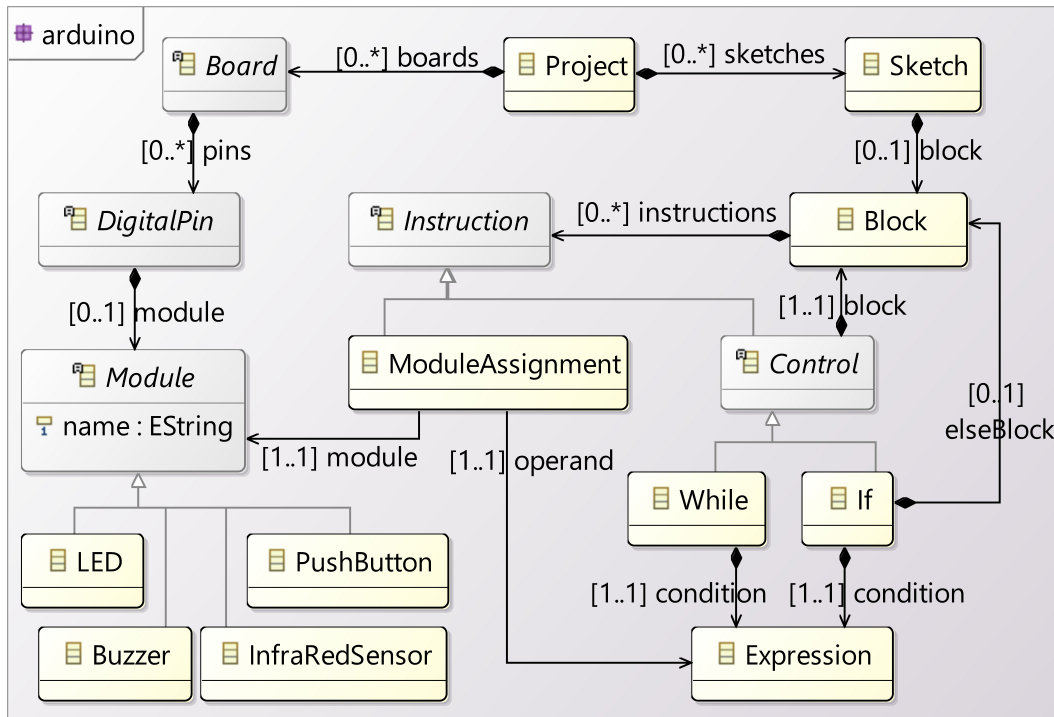 arduino
Board
[0..*] boards
Project
[0..*] sketches
Sketch
[0..*] pins
[0..1] block
DigitalPin
Instruction
[0..*] instructions
Block
[0..1] module
[1..1] block
Module
name : EString
ModuleAssignment
Control
[0..1]
elseBlock
[1..1] module
[1..1] operand
While
If
LED
PushButton
[1..1] condition
[1..1] condition
Buzzer
InfraRedSensor
Expression